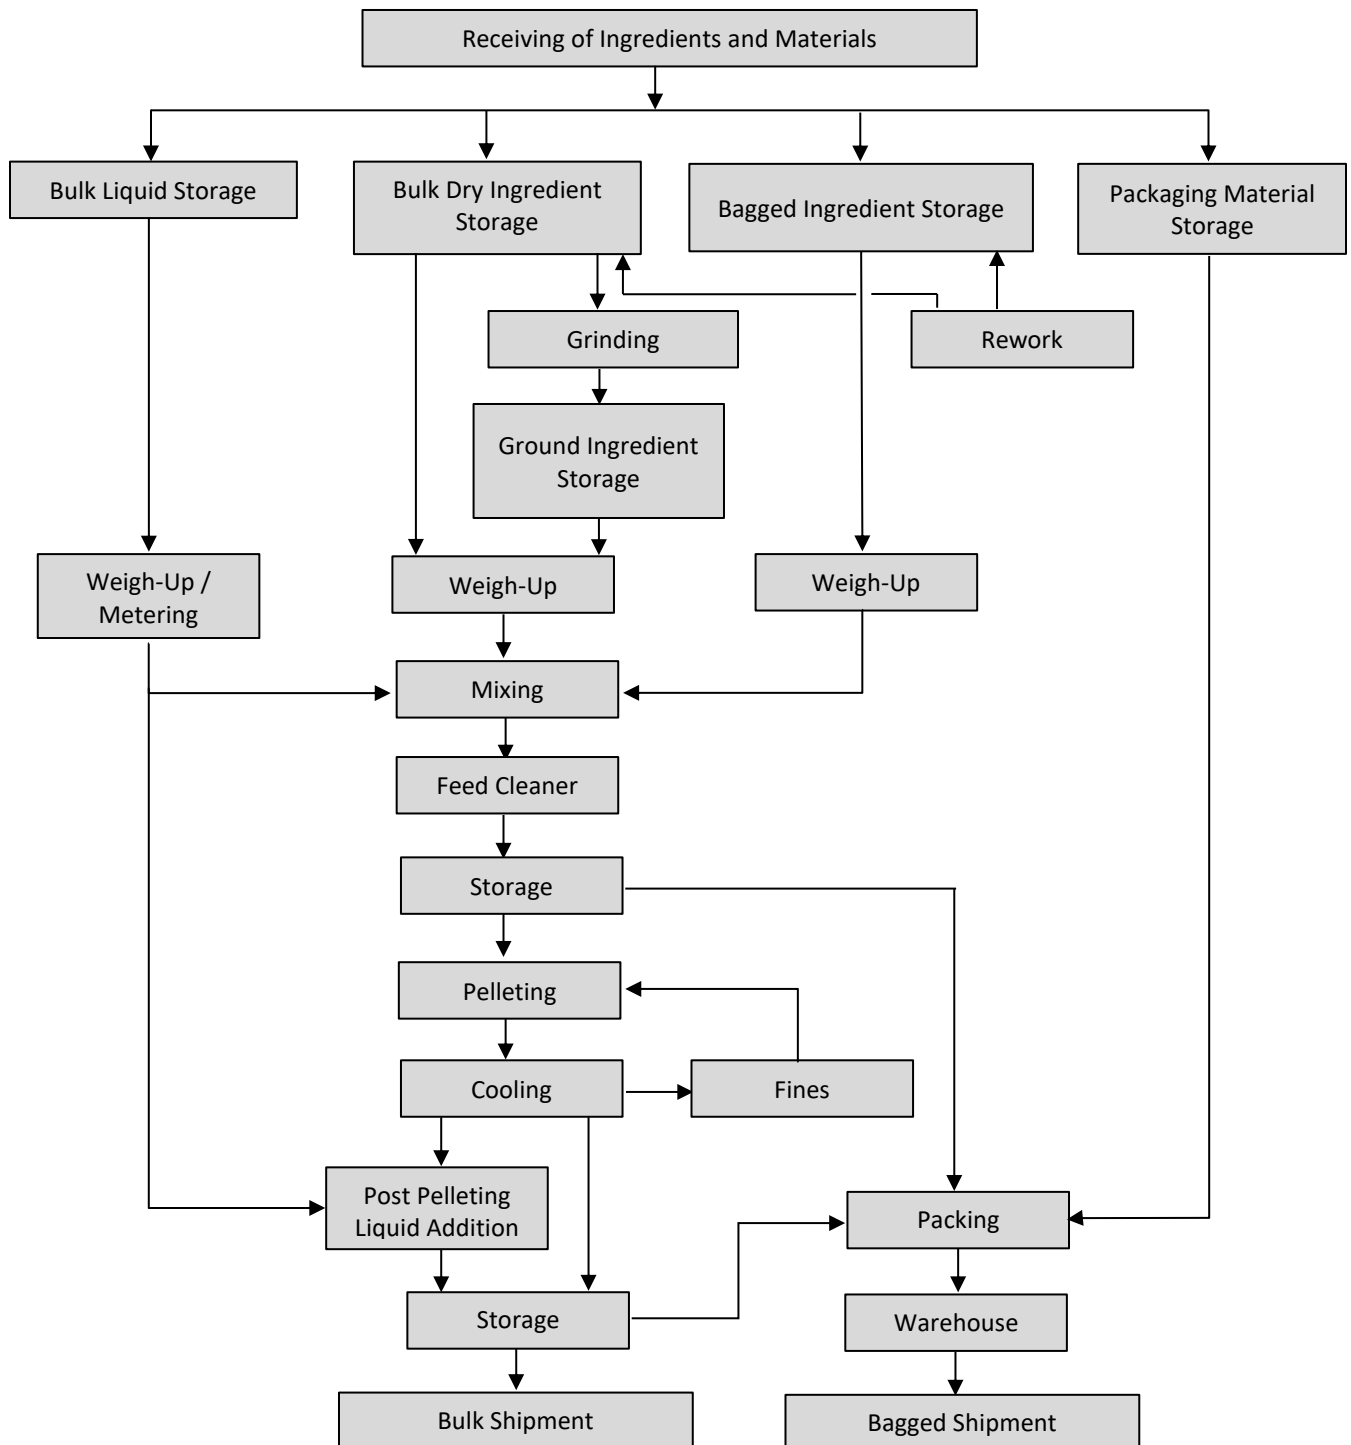 Receiving of Ingredients and Materials
Bulk Liquid Storage
Bulk Dry Ingredient
Storage
Bagged Ingredient Storage
Packaging Material
Storage
Grinding
Rework
Ground Ingredient
Storage
Weigh-Up /
Metering
Weigh-Up
Weigh-Up
Mixing
Feed Cleaner
Storage
Pelleting
Cooling
Fines
Post Pelleting
Liquid Addition
Packing
Storage
Warehouse
Bulk Shipment
Bagged Shipment